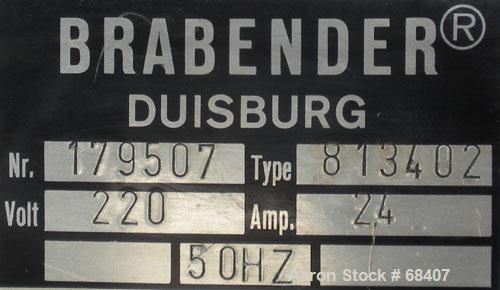 BRABENDER®
DUISBURG
Nr. 179507 Type 813402
Volt 220 Amp. 24
50HZ
Aaron Stock # 68407